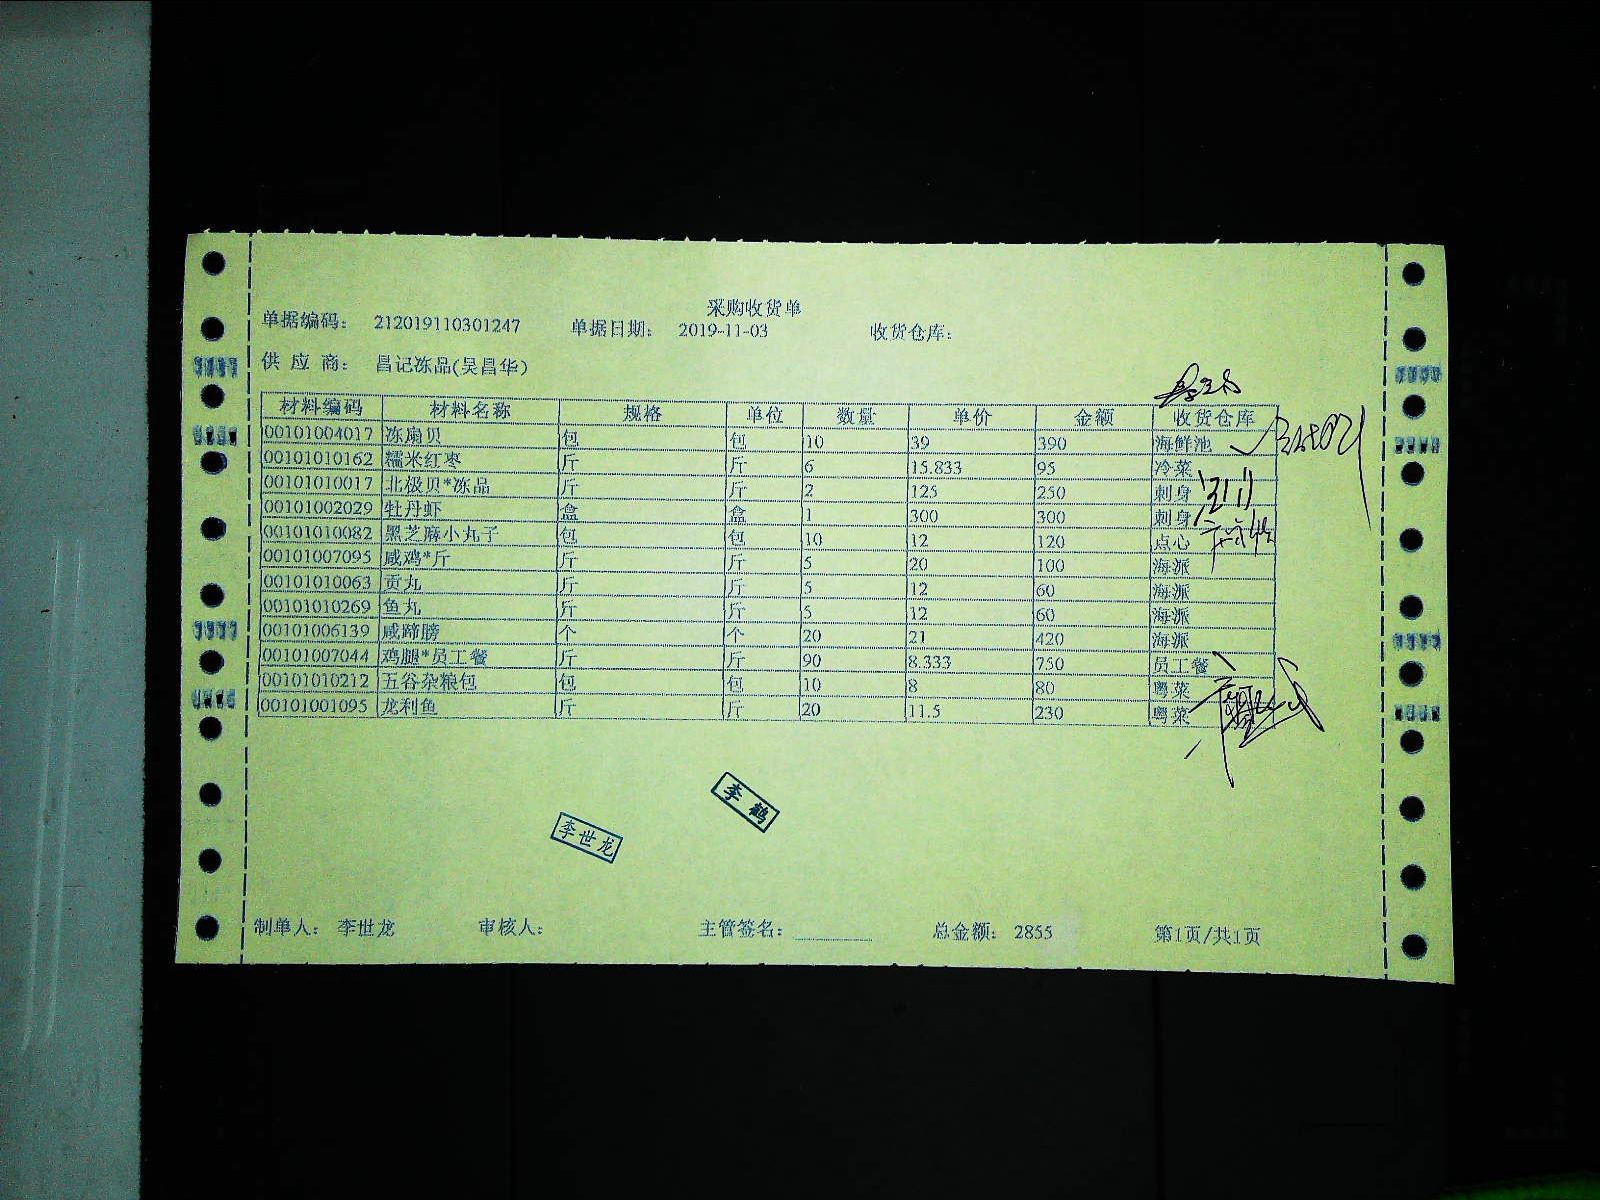 采购收货单
单据编码： 212019110301247 单据日期： 2019-11-03 收货仓库：
供 应 商： 昌记冻品(吴昌华)
材料编码 材料名称 规格 单位 数量 单价 金额 收货仓库
00101004017 冻扇贝 包 包 10 39 390 海鲜池
00101010162 糯米红枣 斤 斤 6 15.833 95 冷菜
00101010017 北极贝*冻品 斤 斤 2 125 250 刺身
00101002029 牡丹虾 盒 盒 1 300 300 刺身
00101010082 黑芝麻小丸子 包 包 10 12 120 点心
00101007095 咸鸡*斤 斤 斤 5 20 100 海派
00101010063 贡丸 斤 斤 5 12 60 海派
00101010269 鱼丸 斤 斤 5 12 60 海派
00101006139 咸蹄膀 个 个 20 21 420 海派
00101007044 鸡腿*员工餐 斤 斤 90 8.333 750 员工餐
00101010212 五谷杂粮包 包 包 10 8 80 粤菜
00101001095 龙利鱼 斤 斤 20 11.5 230 粤菜
李鹤
李世龙
制单人： 李世龙 审核人： 主管签名： 总金额： 2855 第1页/共1页